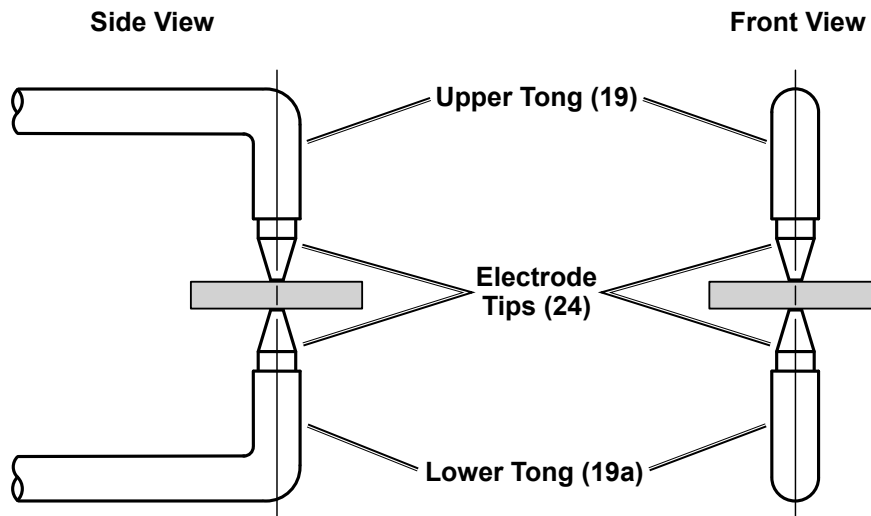 Side View
Front View
Upper Tong (19)
Electrode
Tips (24)
Lower Tong (19a)